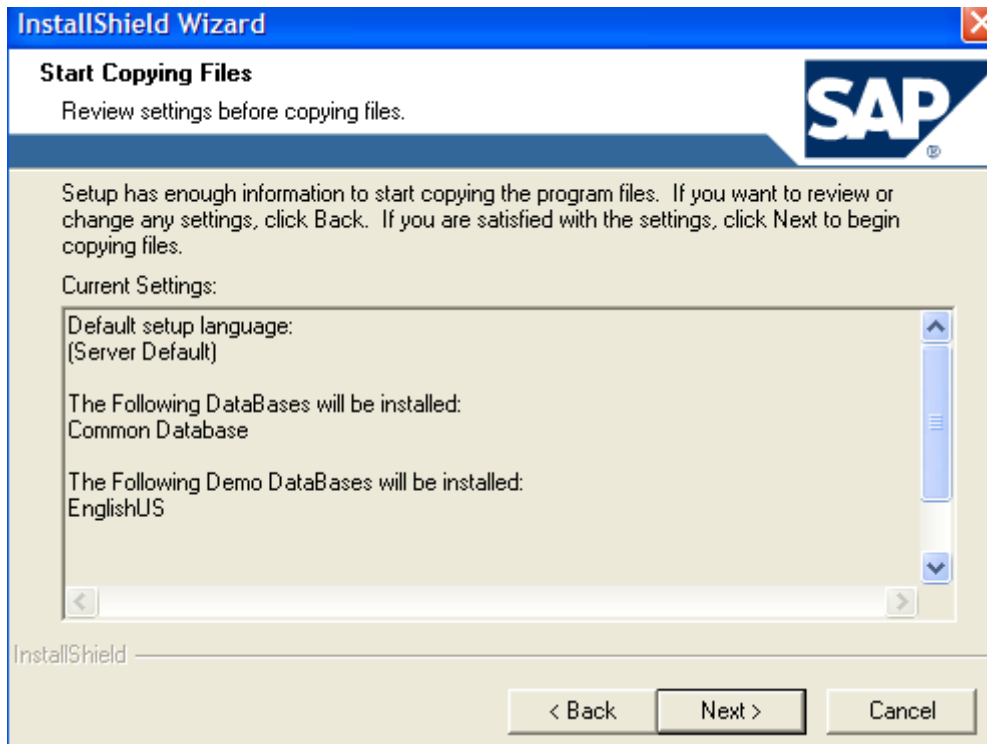 InstallShield Wizard
Start Copying Files
Review settings before copying files.
SAP
®
Setup has enough information to start copying the program files. If you want to review or
change any settings, click Back. If you are satisfied with the settings, click Next to begin
copying files.
Current Settings:
Default setup language:
(Server Default)
The Following DataBases will be installed:
Common Database
The Following Demo DataBases will be installed:
EnglishUS
InstallShield
< Back
Next >
Cancel